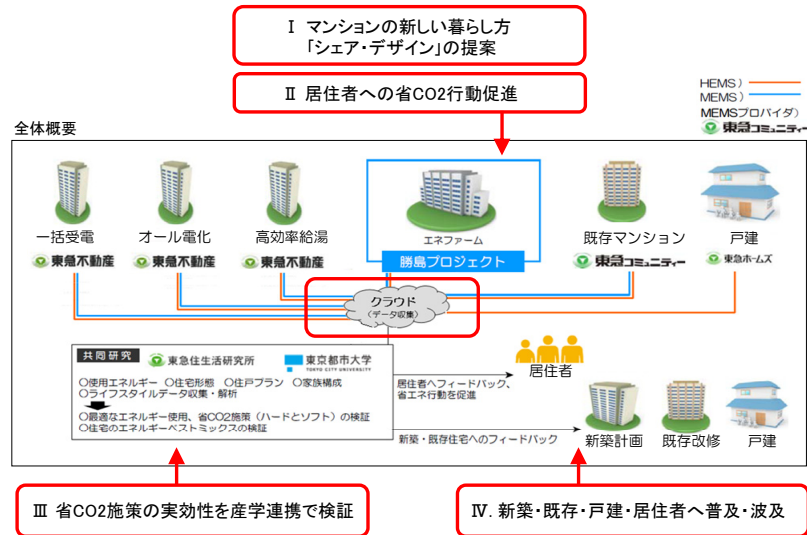 Ⅰ マンションの新しい暮らし方
「シェア・デザイン」の提案
Ⅱ 居住者への省CO2行動促進
HEMS)
MEMS)
MEMSプロバイダ)
東急コミュニティー
全体概要
一括受電
オール電化
高効率給湯
エネファーム
既存マンション
戸建
東急不動産
東急不動産
東急不動産
勝島プロジェクト
東急コミュニティー
東急ホームズ
クラウド
(データ収集)
共同研究
東急住生活研究所
東京都市大学
TOKYO CITY UNIVERSITY
○使用エネルギー ○住宅形態 ○住戸プラン ○家族構成
○ライフスタイルデータ収集・解析
○最適なエネルギー使用、省CO2施策(ハードとソフト)の検証
○住宅のエネルギーベストミックスの検証
居住者へフィードバック、
省エネ行動を促進
居住者
新築・既存住宅へのフィードバック
新築計画
既存改修
戸建
Ⅲ 省CO2施策の実効性を産学連携で検証
Ⅳ. 新築・既存・戸建・居住者へ普及・波及